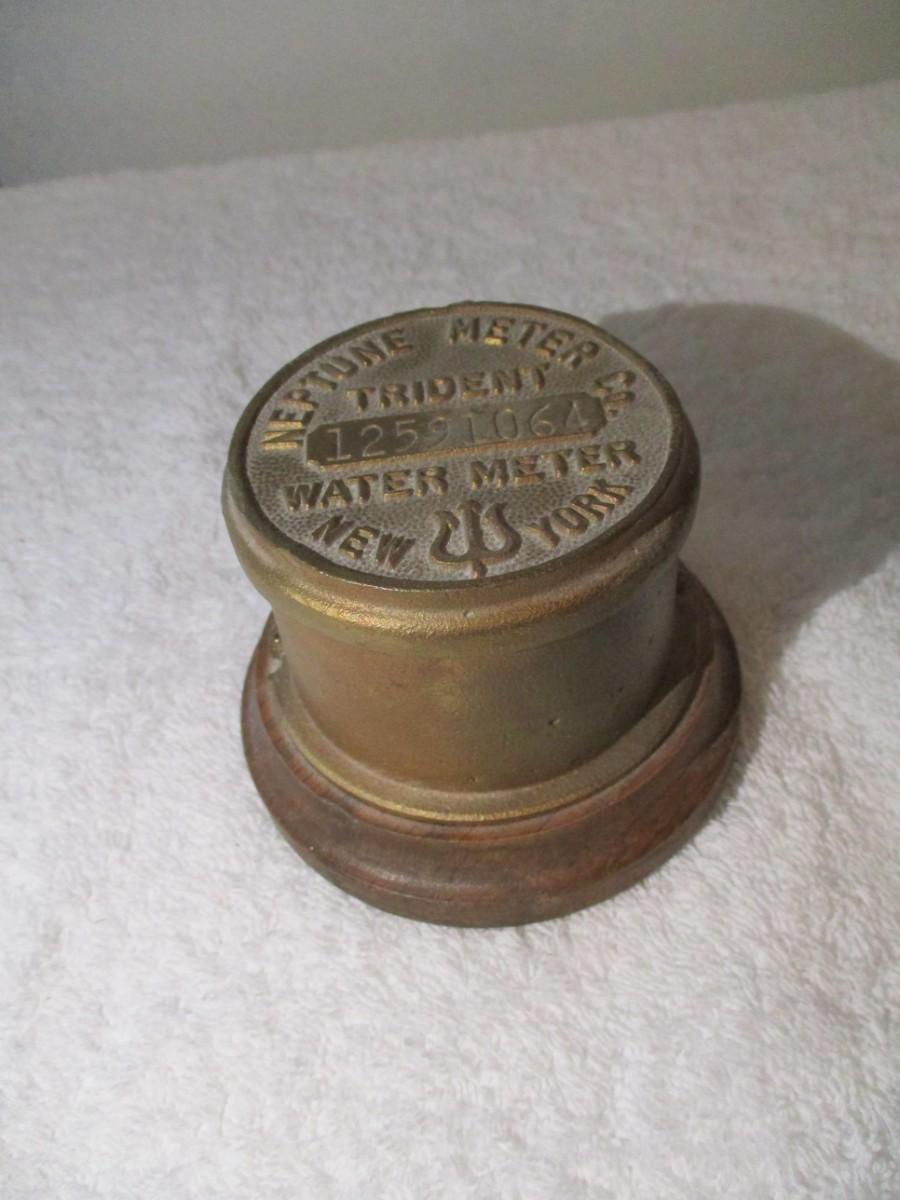 NEPTUNE METER CO.
TRIDENT
12591064
WATER METER
NEW YORK